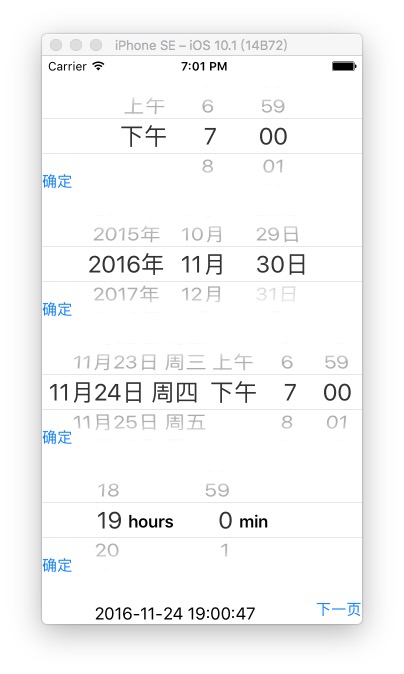 iPhone SE – iOS 10.1 (14B72)
Carrier 7:01 PM
上午 6 59
下午 7 00
8 01
确定
2015年 10月 29日
2016年 11月 30日
2017年 12月 31日
确定
11月23日 周三 上午 6 59
11月24日 周四 下午 7 00
11月25日 周五 8 01
确定
18 59
19 hours 0 min
20 1
确定
2016-11-24 19:00:47 下一页